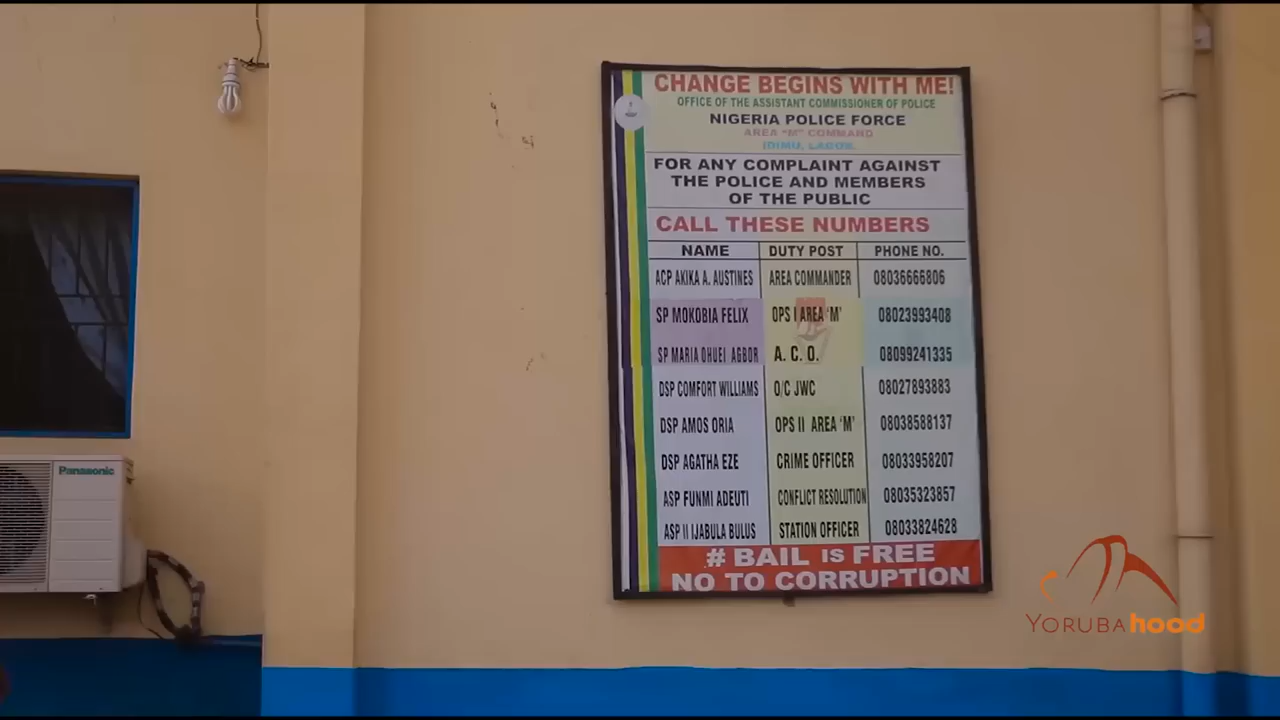 CHANGE BEGINS WITH ME!
OFFICE OF THE ASSISTANT COMMISSIONER OF POLICE
NIGERIA POLICE FORCE
AREA "M" COMMAND
IDIMU, LAGOS.
FOR ANY COMPLAINT AGAINST
THE POLICE AND MEMBERS
OF THE PUBLIC
CALL THESE NUMBERS
NAME DUTY POST PHONE NO.
ACP AKIKA A. AUSTINES AREA COMMANDER 08036666806
SP MOKOBIA FELIX OPS I AREA 'M' 08023993408
SP MARIA OHUEI AGBOR A. C. O. 08099241335
DSP COMFORT WILLIAMS O/C JWC 08027893883
DSP AMOS ORIA OPS II AREA 'M' 08038588137
DSP AGATHA EZE CRIME OFFICER 08033958207
ASP FUNMI ADEUTI CONFLICT RESOLUTION 08035323857
ASP II IJABULA BULUS STATION OFFICER 08033824628
# BAIL IS FREE
NO TO CORRUPTION
Panasonic
YORUBAhood